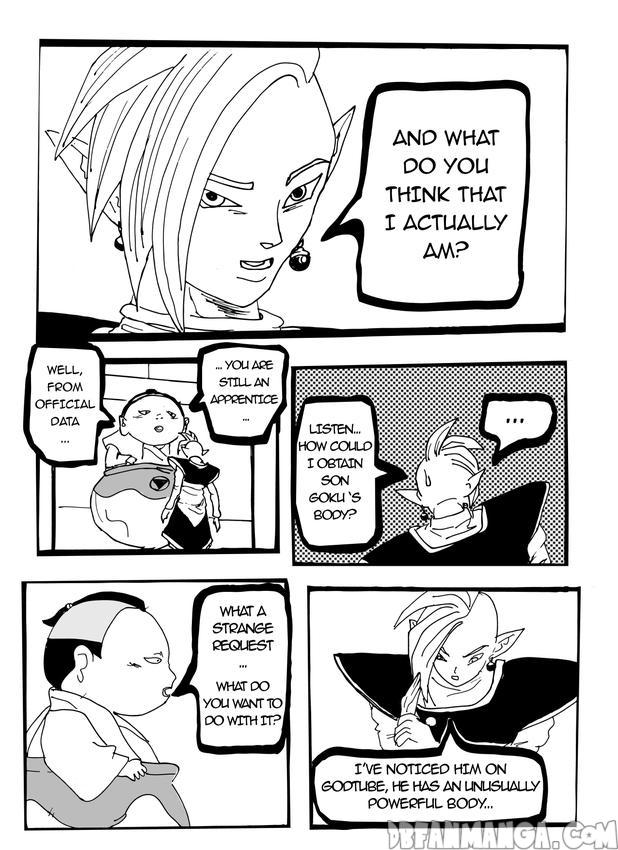 AND WHAT
DO YOU
THINK THAT
I ACTUALLY
AM?
WELL,
FROM
OFFICIAL
DATA
...
... YOU ARE
STILL AN
APPRENTICE
...
...
LISTEN...
HOW COULD
I OBTAIN
SON
GOKU 'S
BODY?
WHAT A
STRANGE
REQUEST
...
WHAT DO
YOU WANT TO
DO WITH IT?
I'VE NOTICED HIM ON
GODTUBE, HE HAS AN UNUSUALLY
POWERFUL BODY...
DBFANMANGA.COM